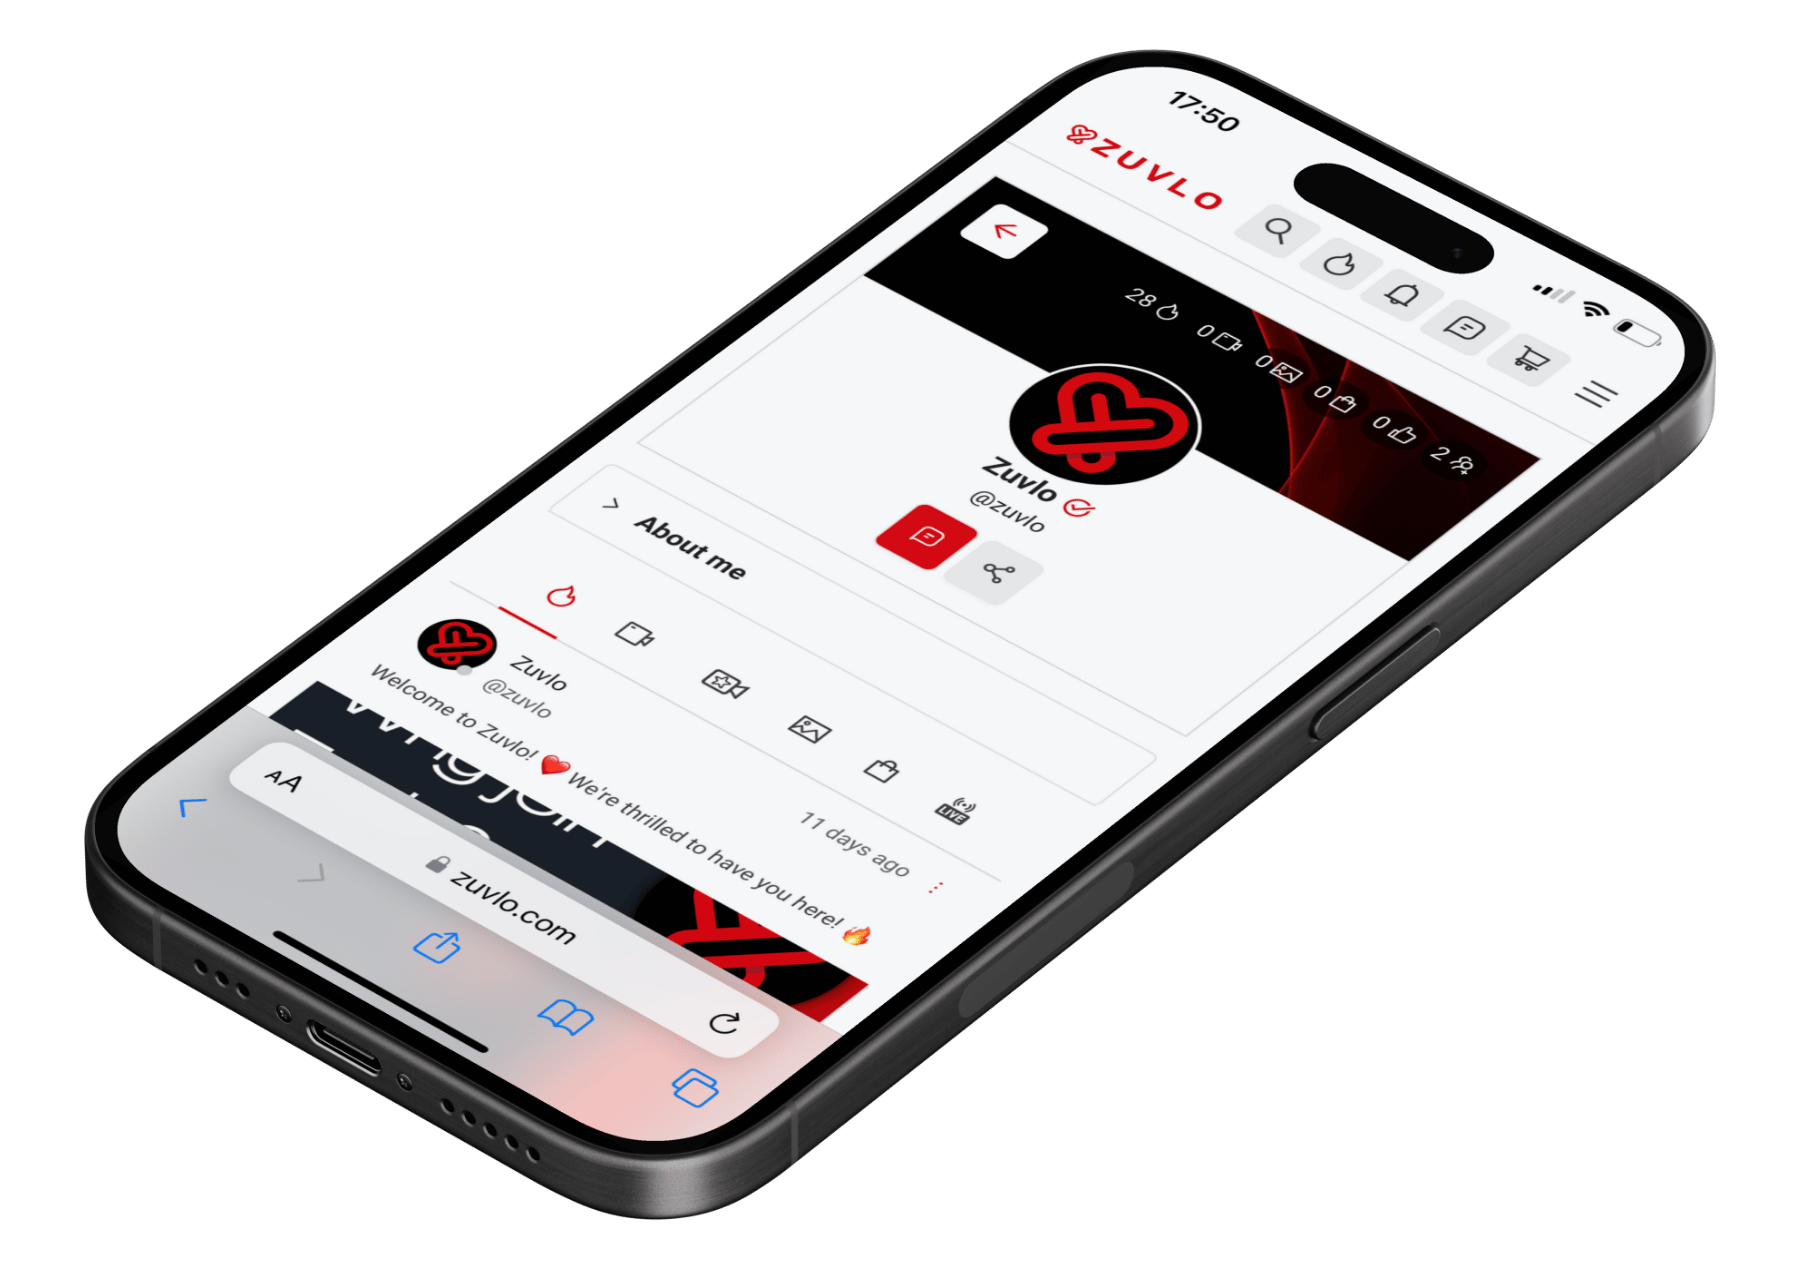 17:50
ZUVLO
28
0
0
0
0
2
Zuvlo
@zuvlo
About me
LIVE
Zuvlo
@zuvlo
11 days ago
Welcome to Zuvlo! ❤️ We're thrilled to have you here! 🔥
AA
zuvlo.com